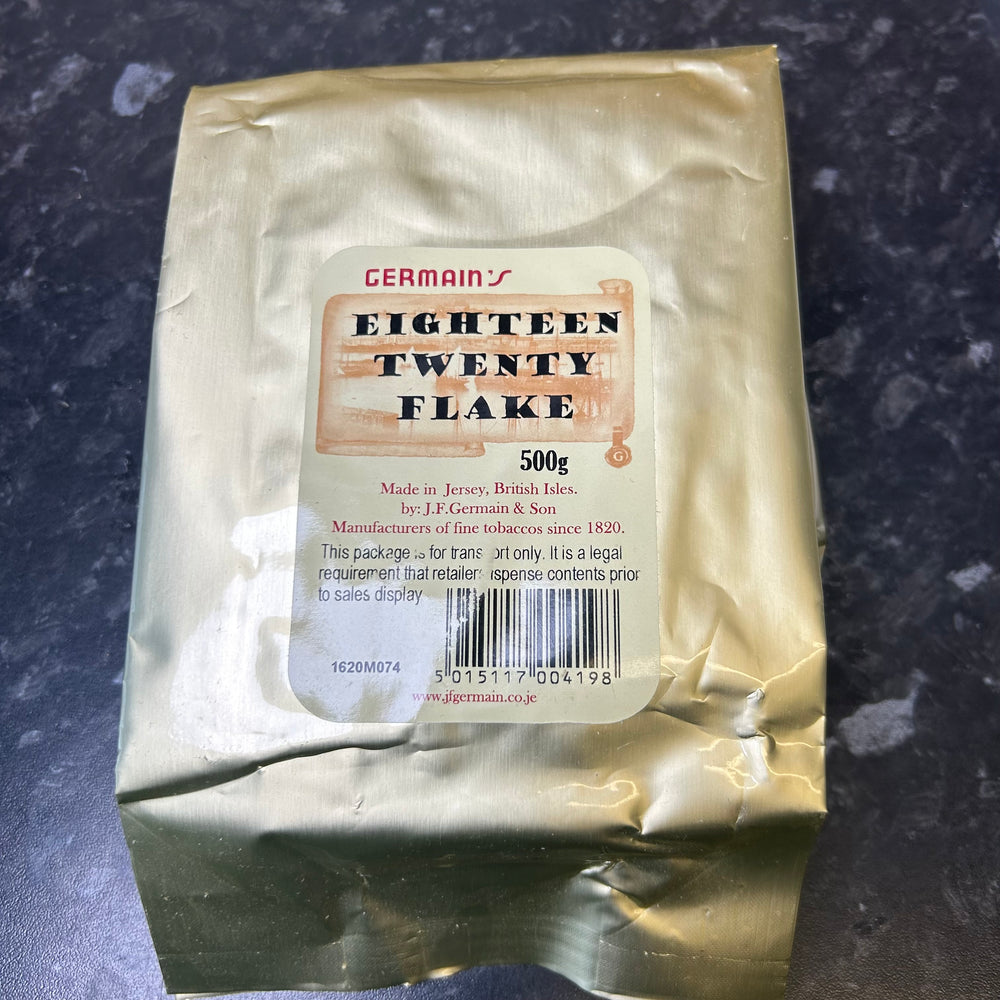 GERMAIN'S
EIGHTEEN
TWENTY
FLAKE
500g
G
Made in Jersey, British Isles.
by: J.F.Germain & Son
Manufacturers of fine tobaccos since 1820.
This package is for transport only. It is a legal
requirement that retailers dispense contents prior
to sales display
1620M074
5 015117 004198
www.jfgermain.co.je